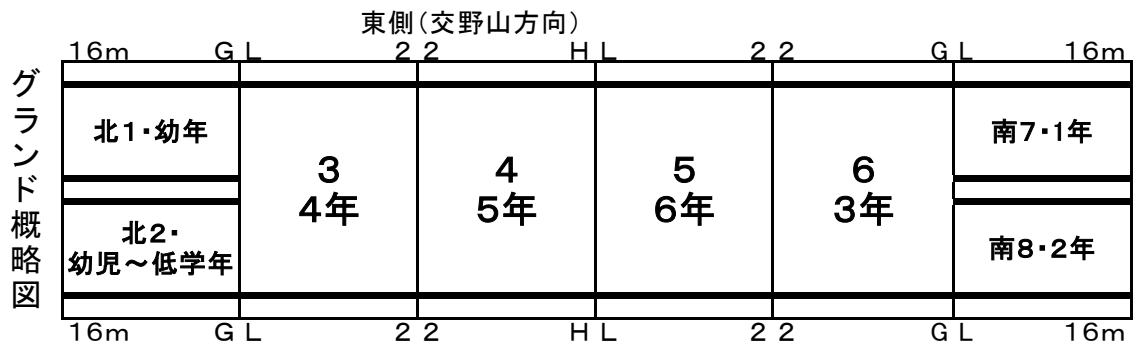 東側(交野山方向)
16m GL 22 HL 22 GL 16m
グランド概略図
北1・幼年
北2・
幼児～低学年
3
4年
4
5年
5
6年
6
3年
南7・1年
南8・2年
16m GL 22 HL 22 GL 16m